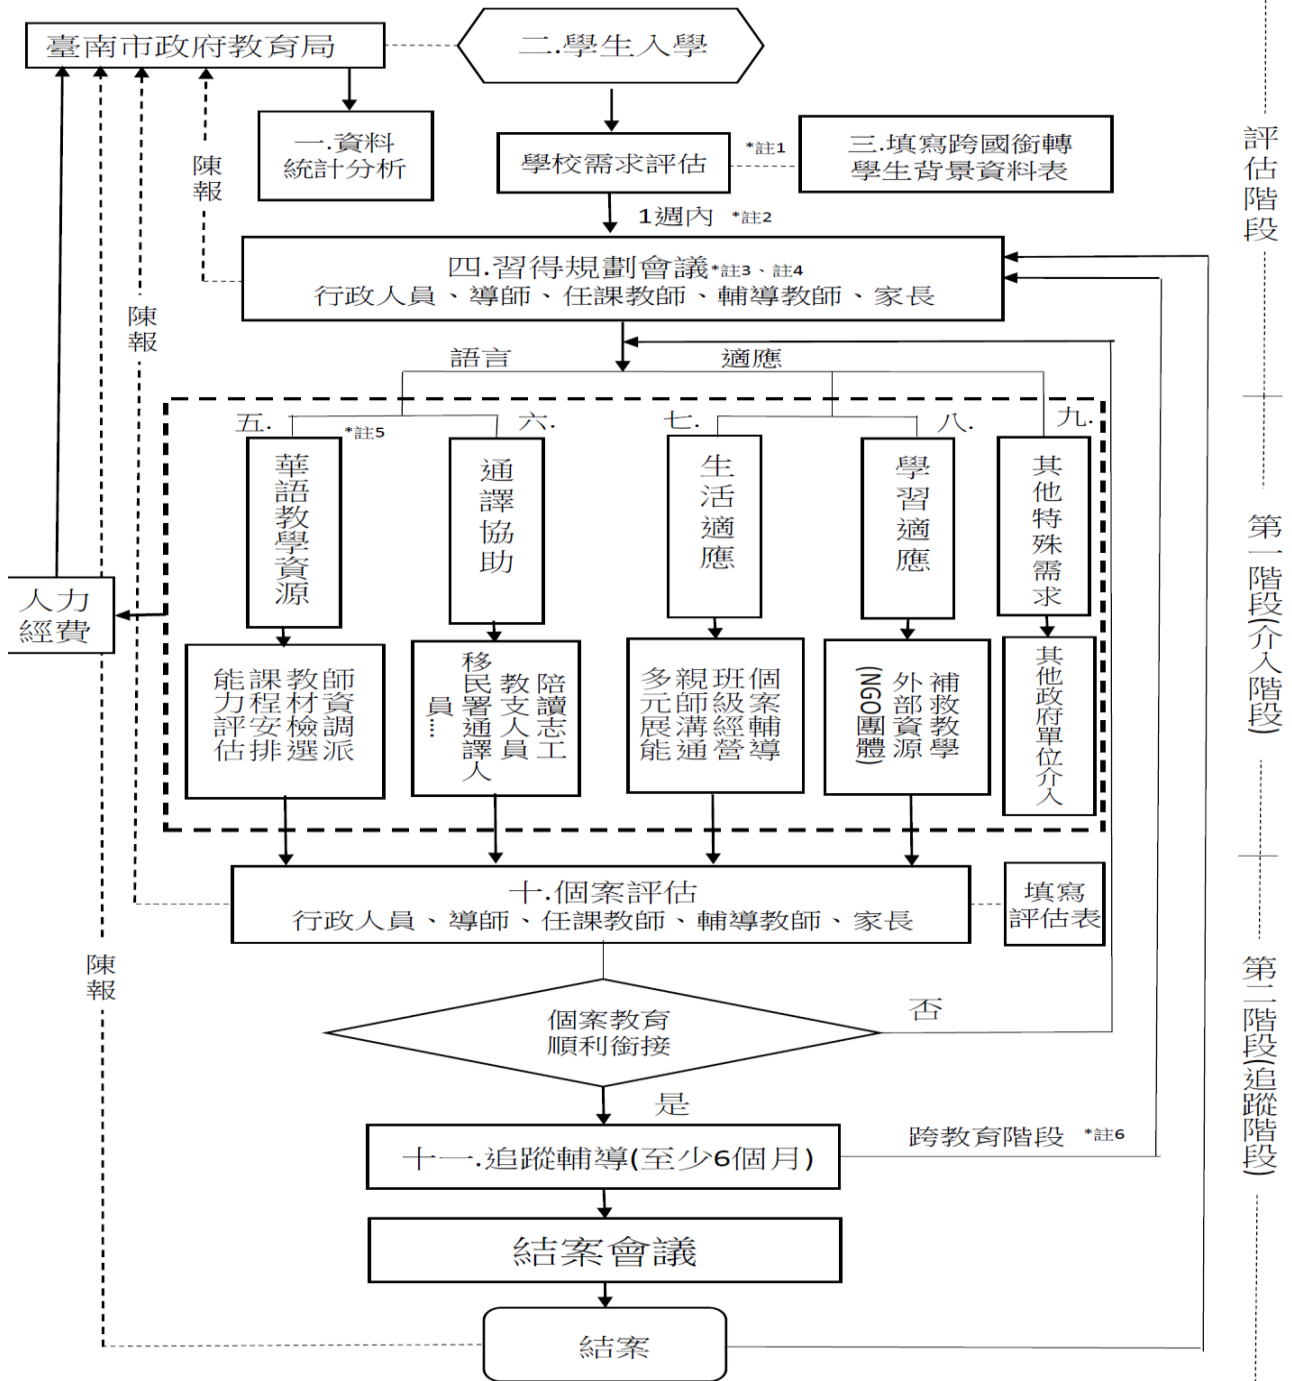 臺南市政府教育局
二.學生入學
一.資料
統計分析
陳報
學校需求評估
*註1
三.填寫跨國銜轉
學生背景資料表
評估階段
1週內 *註2
四.習得規劃會議*註3、註4
行政人員、導師、任課教師、輔導教師、家長
陳報
語言
適應
五.
*註5
六.
七.
八.
九.
華語教學資源
通譯協助
生活適應
學習適應
其他特殊需求
第一階段(介入階段)
人力
經費
師資調派
教材檢選
課程安排
能力評估
陪讀志工
教支人員
移民署通譯人
員....
個案輔導
班級經營
親師溝通
多元展能
補救教學
外部資源
(NGO團體)
其他政府單位介入
十.個案評估
行政人員、導師、任課教師、輔導教師、家長
填寫
評估表
陳報
個案教育
順利銜接
否
是
第二階段(追蹤階段)
十一.追蹤輔導(至少6個月)
跨教育階段 *註6
結案會議
結案